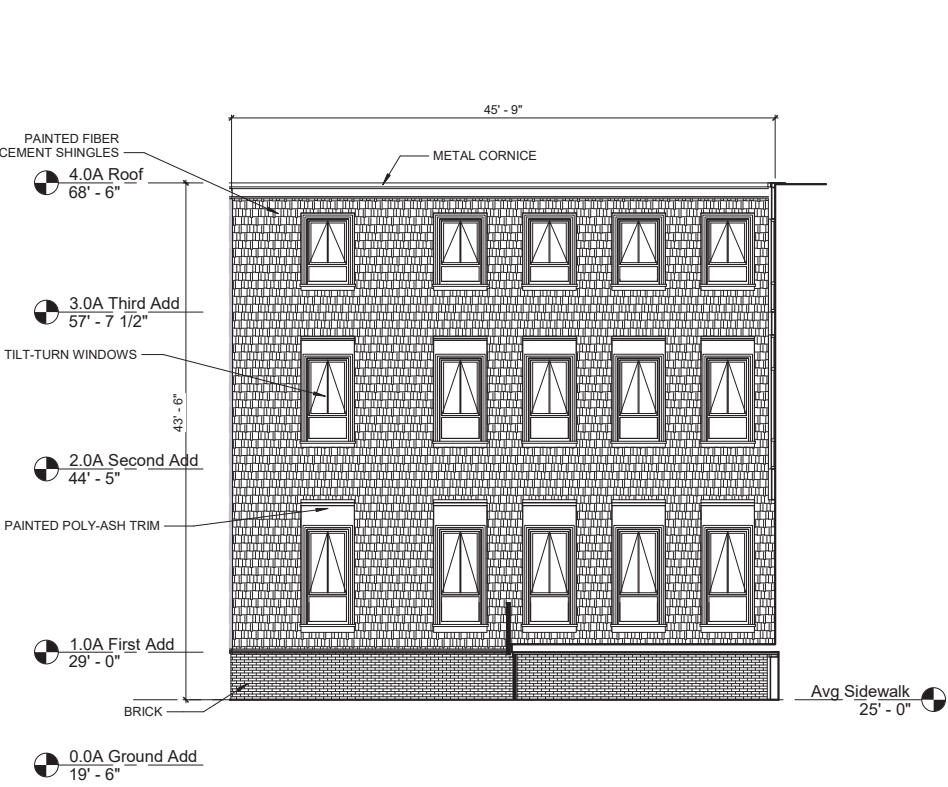 45' - 9"
PAINTED FIBER
CEMENT SHINGLES
METAL CORNICE
4.0A Roof
68' - 6"
3.0A Third Add
57' - 7 1/2"
TILT-TURN WINDOWS
43' - 6"
2.0A Second Add
44' - 5"
PAINTED POLY-ASH TRIM
1.0A First Add
29' - 0"
Avg Sidewalk
25' - 0"
BRICK
0.0A Ground Add
19' - 6"